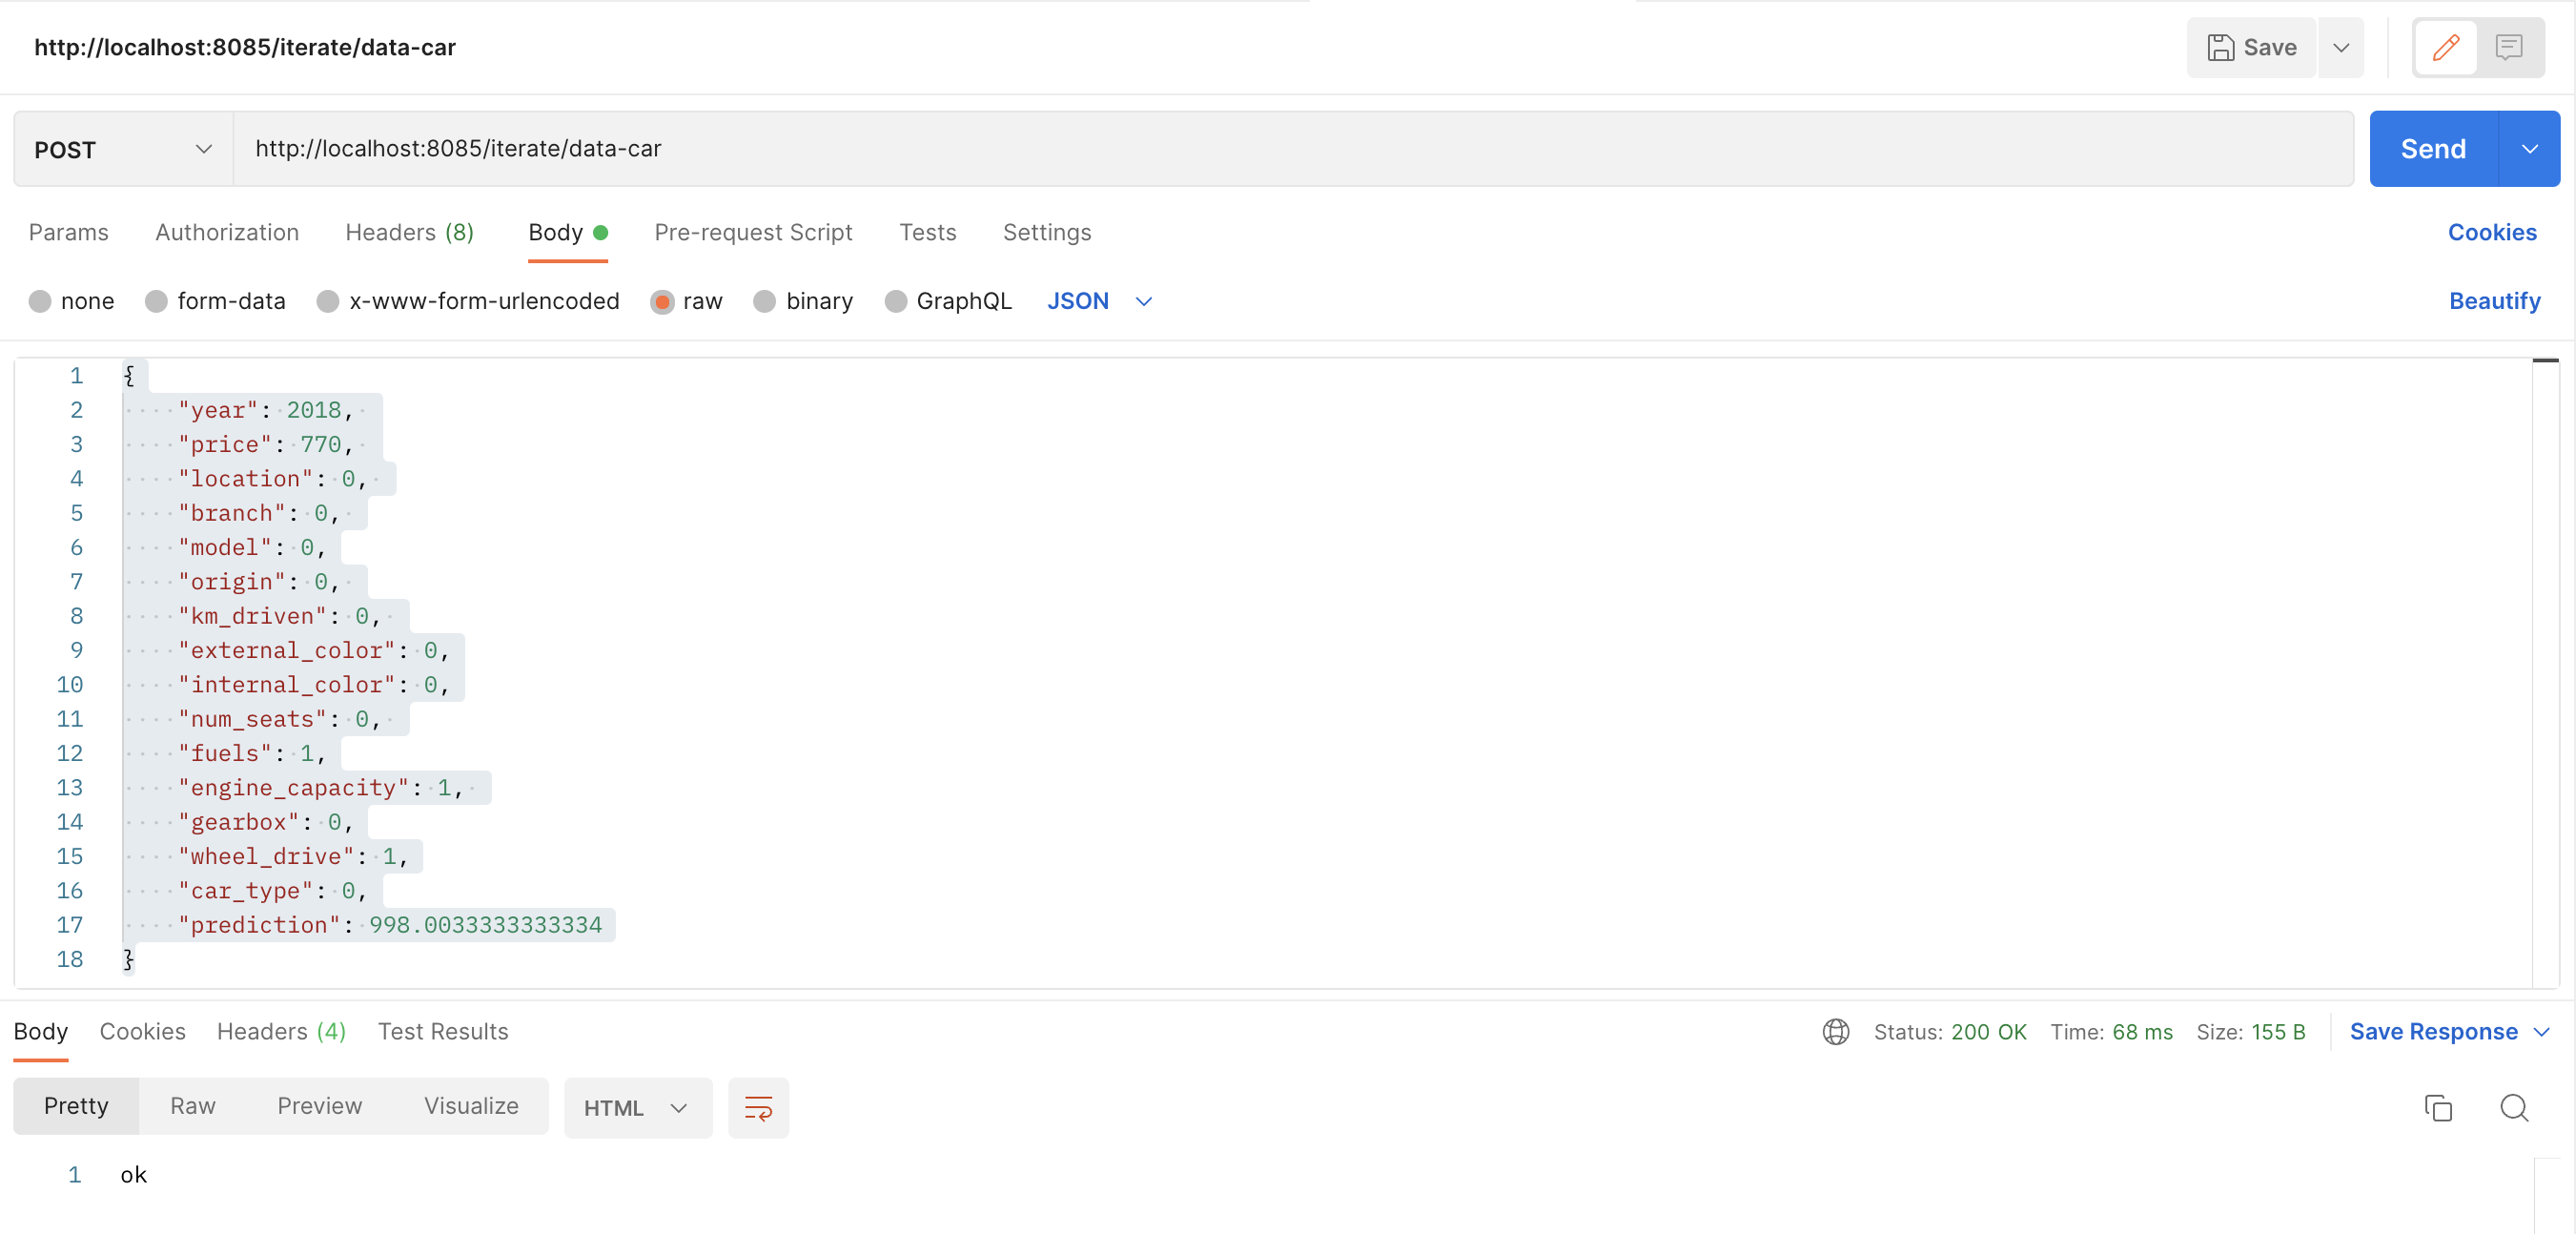 http://localhost:8085/iterate/data-car Save
POST http://localhost:8085/iterate/data-car Send
Params Authorization Headers (8) Body Pre-request Script Tests Settings Cookies
none form-data x-www-form-urlencoded raw binary GraphQL JSON Beautify
1 {
2 "year": 2018,
3 "price": 770,
4 "location": 0,
5 "branch": 0,
6 "model": 0,
7 "origin": 0,
8 "km_driven": 0,
9 "external_color": 0,
10 "internal_color": 0,
11 "num_seats": 0,
12 "fuels": 1,
13 "engine_capacity": 1,
14 "gearbox": 0,
15 "wheel_drive": 1,
16 "car_type": 0,
17 "prediction": 998.0033333333334
18 }
Body Cookies Headers (4) Test Results Status: 200 OK Time: 68 ms Size: 155 B Save Response
Pretty Raw Preview Visualize HTML
1 ok